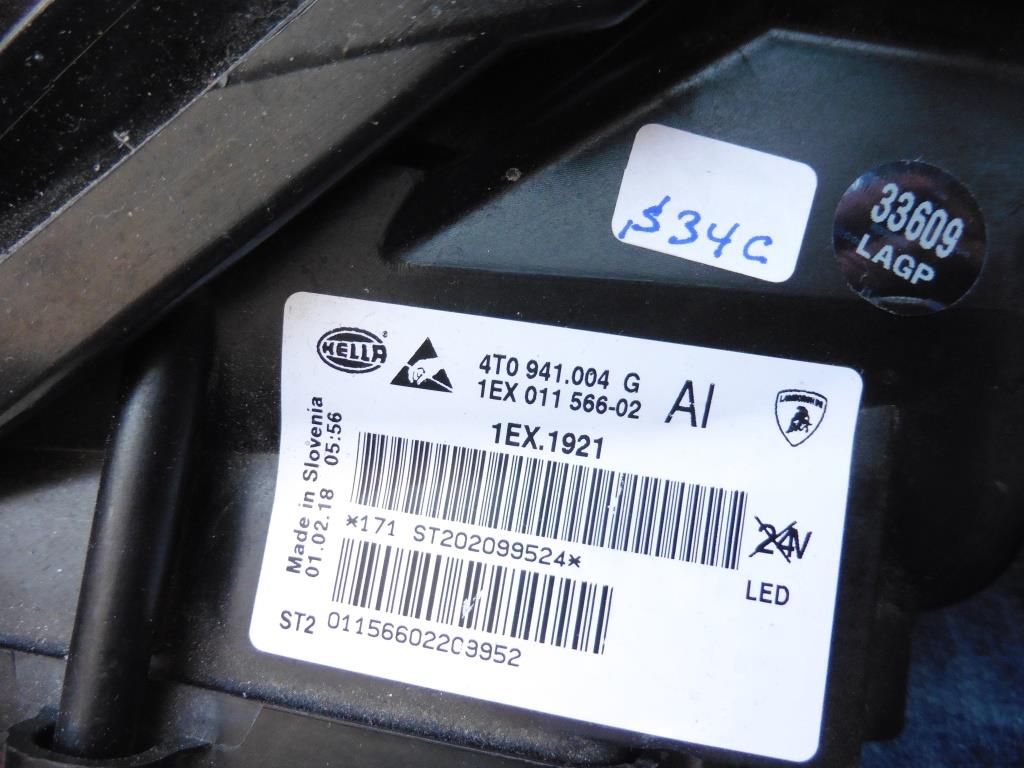 $34C
33609
LAGP
HELLA®
4T0 941.004 G
1EX 011 566-02
AI
1EX.1921
Made in Slovenia
01.02.18 05:56
*171 ST202099524*
24V
LED
ST2